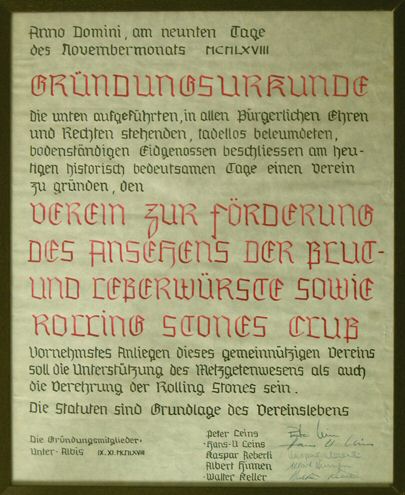 Anno Domini, am neunten Tage
des Novembermonats MCMLXVIII
GRÜNDUNGSURKUNDE
Die unten aufgeführten, in allen Bürgerlichen Ehren
und Rechten stehenden, tadellos beleumdeten,
bodenständigen Eidgenossen beschliessen am heu-
tigen historisch bedeutsamen Tage einen Verein
zu gründen, den
VEREIN ZUR FÖRDERUNG
DES ANSEHENS DER BLUT-
UND LEBERWÜRSTE SOWIE
ROLLING STONES CLUB
Vornehmstes Anliegen dieses gemeinnützigen Vereins
soll die Unterstützung des Metzgetenwesens als auch
die Verehrung der Rolling Stones sein.
Die Statuten sind Grundlage des Vereinslebens
Die Gründungsmitglieder:
Unter-Albis IX.XI.MCMLXVIII
Peter Leins
Hans-U Leins
Kaspar Aeberli
Albert Zinnen
Walter Keller